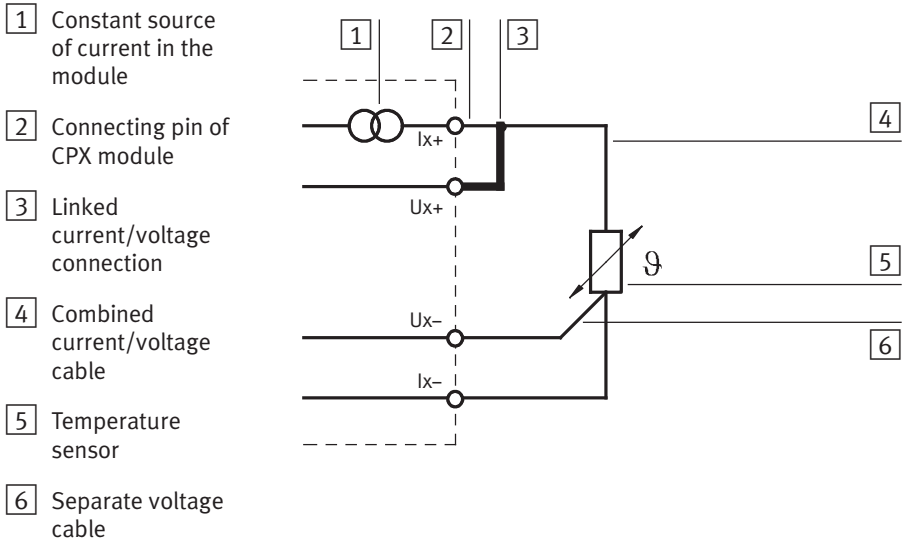 1 Constant source
of current in the
module
2 Connecting pin of
CPX module
3 Linked
current/voltage
connection
4 Combined
current/voltage
cable
5 Temperature
sensor
6 Separate voltage
cable
1 2 3
Ix+
4
Ux+
ϑ
5
Ux–
6
Ix–